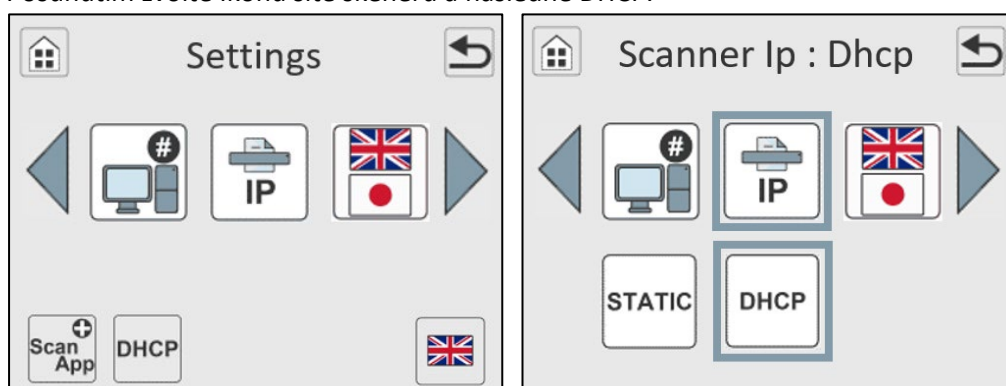 Settings
#
IP
Scan
App
DHCP
Scanner Ip : Dhcp
#
IP
STATIC
DHCP